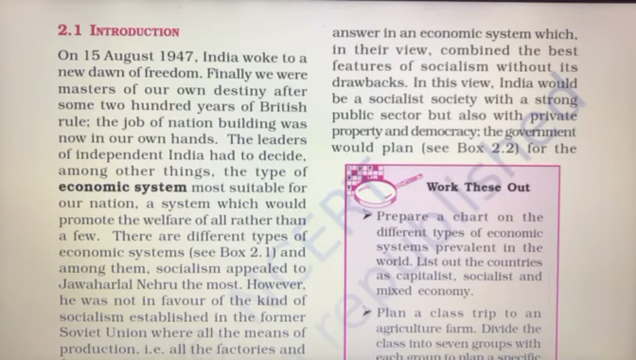 2.1 INTRODUCTION
On 15 August 1947, India woke to a
new dawn of freedom. Finally we were
masters of our own destiny after
some two hundred years of British
rule; the job of nation building was
now in our own hands. The leaders
of independent India had to decide,
among other things, the type of
economic system most suitable for
our nation, a system which would
promote the welfare of all rather than
a few. There are different types of
economic systems (see Box 2.1) and
among them, socialism appealed to
Jawaharlal Nehru the most. However,
he was not in favour of the kind of
socialism established in the former
Soviet Union where all the means of
production, i.e. all the factories and
answer in an economic system which,
in their view, combined the best
features of socialism without its
drawbacks. In this view, India would
be a socialist society with a strong
public sector but also with private
property and democracy; the government
would plan (see Box 2.2) for the
Work These Out
➤ Prepare a chart on the
different types of economic
systems prevalent in the
world. List out the countries
as capitalist, socialist and
mixed economy.
➤ Plan a class trip to an
agriculture farm. Divide the
class into seven groups with
each group to plan a specific
republished